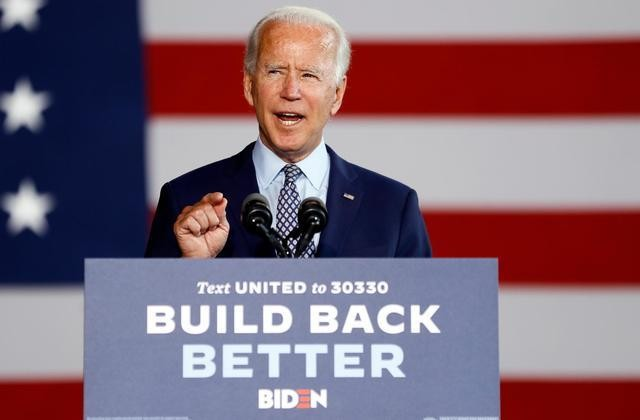 Text UNITED to 30330
BUILD BACK
BETTER
BIDEN